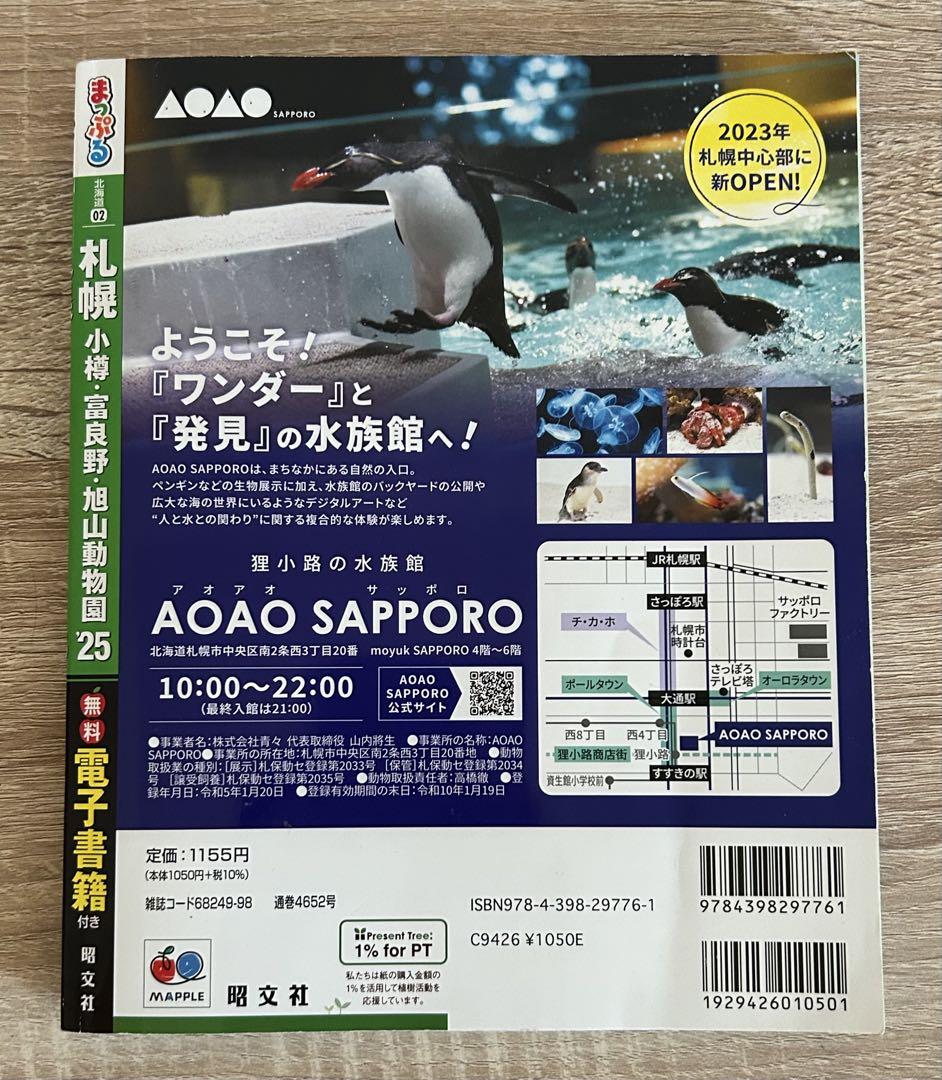 まっぷる
北海道
02
札幌 小樽・富良野・旭山動物園 '25
無料 電子書籍 付き
昭文社
AOAO SAPPORO
2023年
札幌中心部に
新OPEN!
ようこそ!
『ワンダー』と
『発見』の水族館へ!
AOAO SAPPOROは、まちなかにある自然の入口。
ペンギンなどの生物展示に加え、水族館のバックヤードの公開や
広大な海の世界にいるようなデジタルアートなど
“人と水との関わり”に関する複合的な体験が楽しめます。
狸小路の水族館
アオアオ サッポロ
AOAO SAPPORO
北海道札幌市中央区南2条西3丁目20番 moyuk SAPPORO 4階〜6階
10:00〜22:00
(最終入館は21:00)
AOAO
SAPPORO
公式サイト
●事業者名:株式会社青々 代表取締役 山内將生 ●事業所の名称:AOAO
SAPPORO●事業所の所在地:札幌市中央区南2条西3丁目20番地 ●動物
取扱業の種別:[展示]札保動セ登録第2033号 [保管]札保動セ登録第2034
号 [譲受飼養]札保動セ登録第2035号 ●動物取扱責任者:高橋徹 ●登
録年月日:令和5年1月20日 ●登録有効期間の末日:令和10年1月19日
JR札幌駅
さっぽろ駅
チ・カ・ホ
札幌市
時計台
サッポロ
ファクトリー
さっぽろ
テレビ塔
ポールタウン
大通駅
オーロラタウン
西8丁目
西4丁目
AOAO SAPPORO
狸小路商店街
狸小路
すすきの駅
資生館小学校前
定価:1155円
(本体1050円+税10%)
雑誌コード68249-98 通巻4652号
ISBN978-4-398-29776-1
C9426 ¥1050E
9784398297761
1929426010501
MAPPLE
昭文社
Present Tree:
1% for PT
私たちは紙の購入金額の
1%を活用して植樹活動を
応援しています。